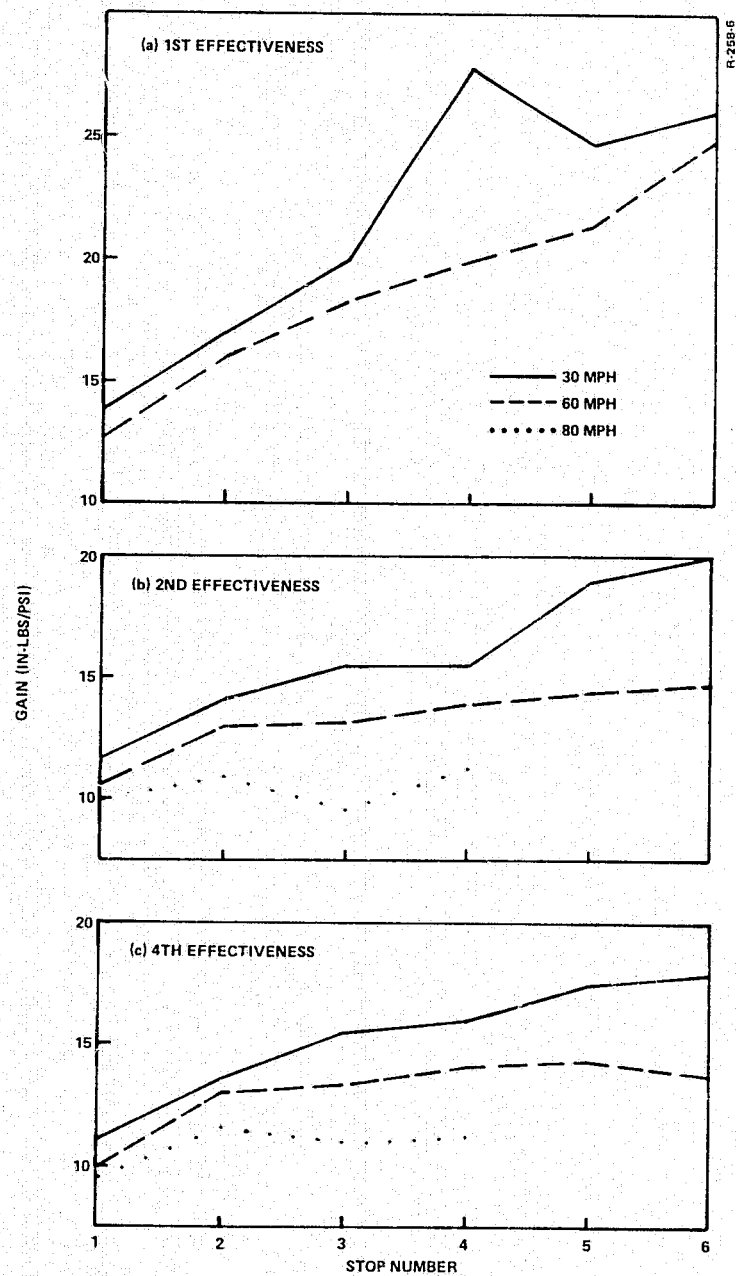 R-258-6
(a) 1ST EFFECTIVENESS
25
20
15
10
30 MPH
60 MPH
80 MPH
GAIN (IN-LBS/PSI)
20
(b) 2ND EFFECTIVENESS
15
10
20
(c) 4TH EFFECTIVENESS
15
10
1 2 3 4 5 6
STOP NUMBER